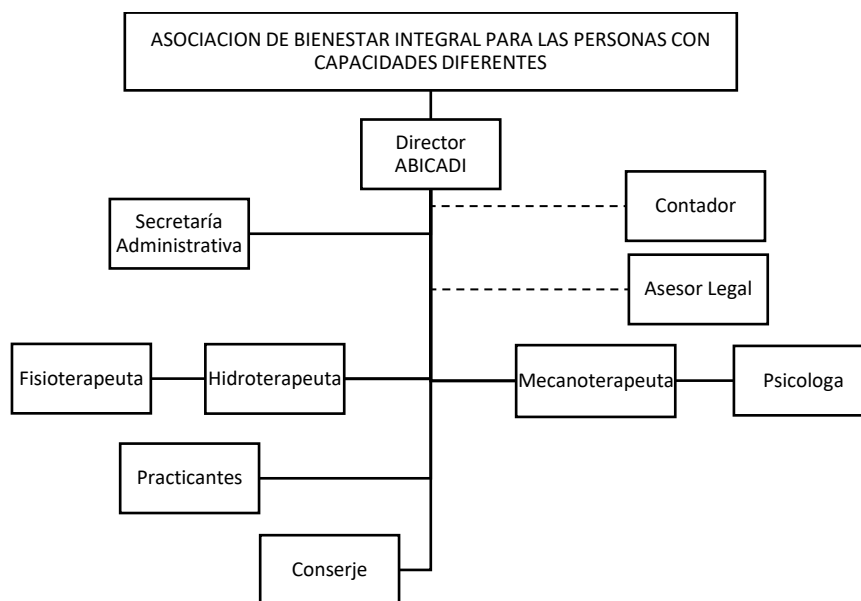 ASOCIACION DE BIENESTAR INTEGRAL PARA LAS PERSONAS CON
CAPACIDADES DIFERENTES
Director
ABICADI
Secretaría
Administrativa
Contador
Asesor Legal
Fisioterapeuta
Hidroterapeuta
Mecanoterapeuta
Psicologa
Practicantes
Conserje